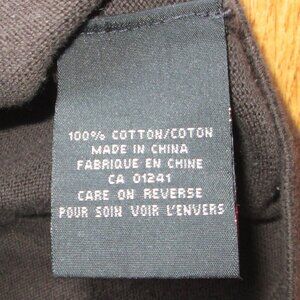 100% COTTON/COTON
MADE IN CHINA
FABRIQUE EN CHINE
CA 01241
CARE ON REVERSE
POUR SOIN VOIR L'ENVERS